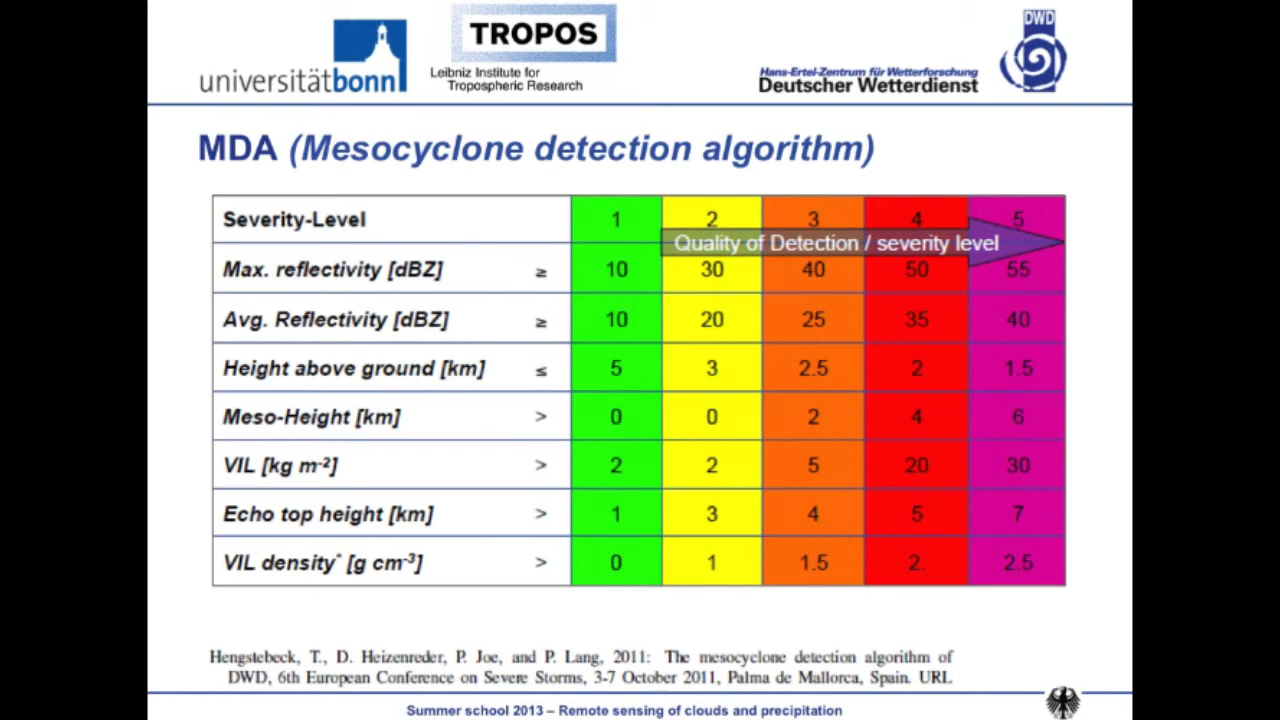 TROPOS
DWD
universitätbonn
Leibniz Institute for
Tropospheric Research
Hans-Ertel-Zentrum für Wetterforschung
Deutscher Wetterdienst
MDA (Mesocyclone detection algorithm)
Severity-Level 1 2 3 4 5
Quality of Detection / severity level
Max. reflectivity [dBZ] ≥ 10 30 40 50 55
Avg. Reflectivity [dBZ] ≥ 10 20 25 35 40
Height above ground [km] ≤ 5 3 2.5 2 1.5
Meso-Height [km] > 0 0 2 4 6
VIL [kg m-2] > 2 2 5 20 30
Echo top height [km] > 1 3 4 5 7
VIL density* [g cm-3] > 0 1 1.5 2. 2.5
Hengstebeck, T., D. Heizenreder, P. Joe, and P. Lang, 2011: The mesocyclone detection algorithm of
DWD, 6th European Conference on Severe Storms, 3-7 October 2011, Palma de Mallorca, Spain. URL
Summer school 2013 – Remote sensing of clouds and precipitation